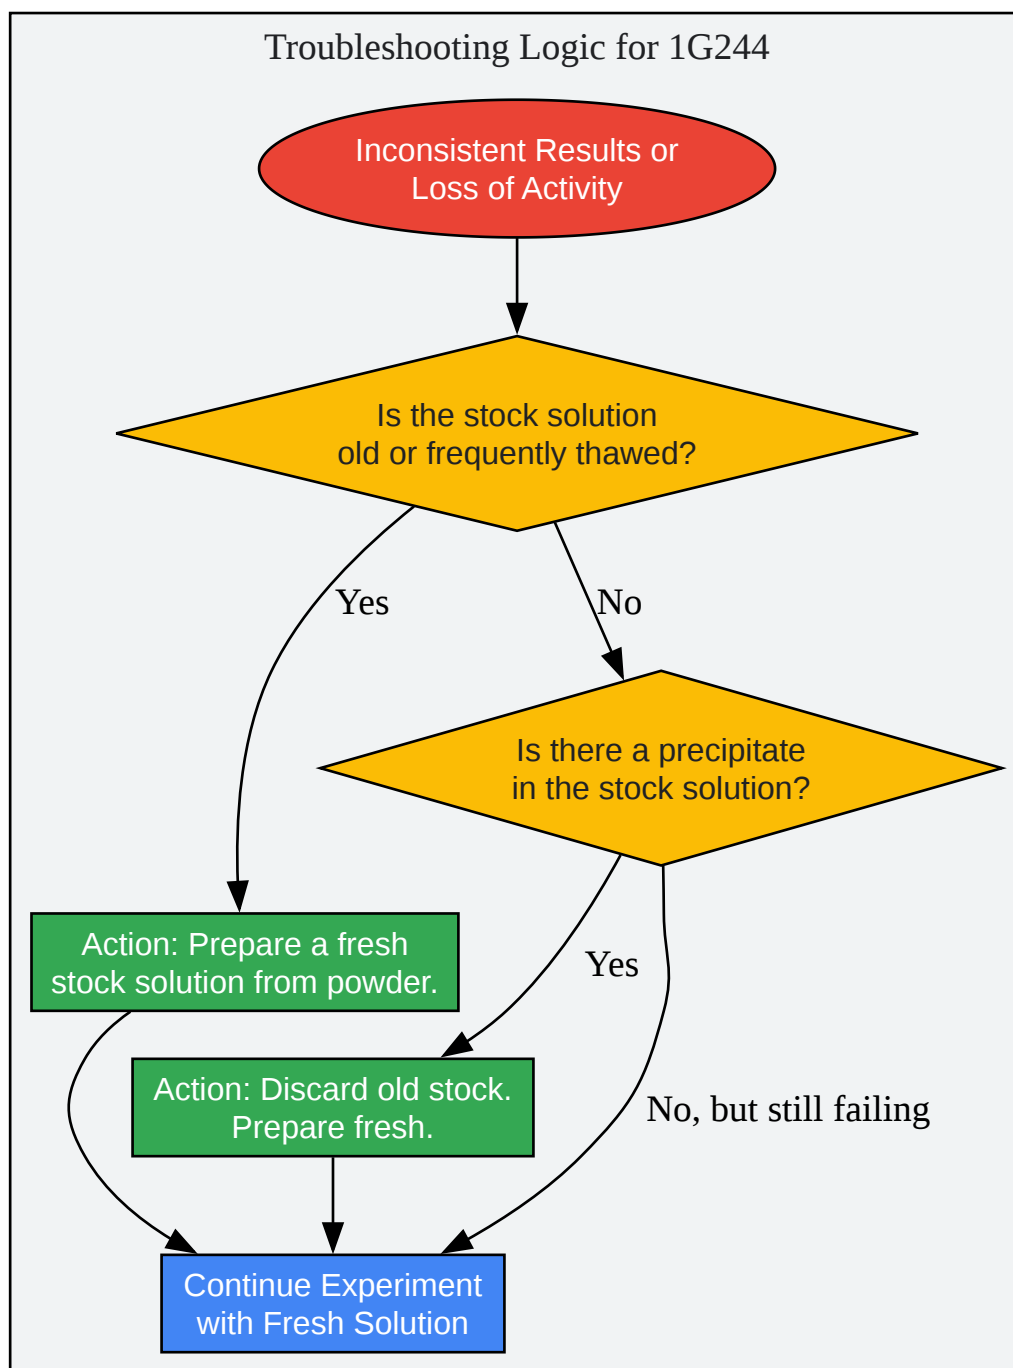 Troubleshooting Logic for 1G244
Inconsistent Results or
Loss of Activity
Is the stock solution
old or frequently thawed?
Yes
No
Is there a precipitate
in the stock solution?
Action: Prepare a fresh
stock solution from powder.
Yes
Action: Discard old stock.
Prepare fresh.
No, but still failing
Continue Experiment
with Fresh Solution